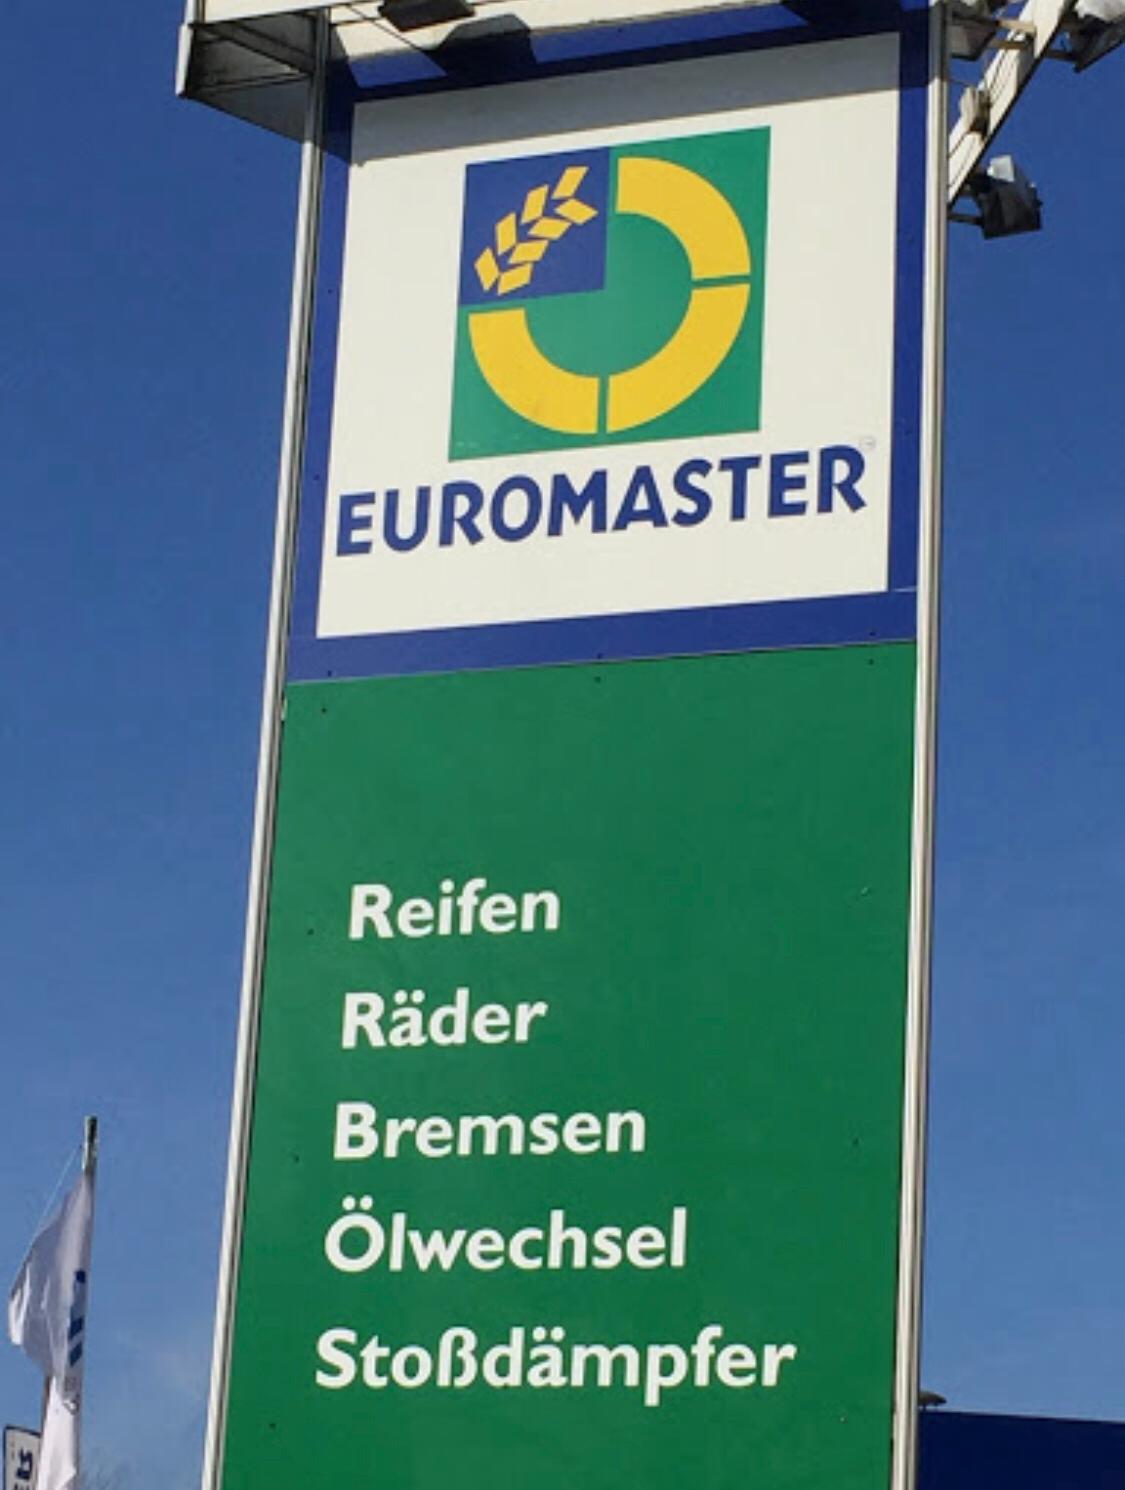 EUROMASTER
Reifen
Räder
Bremsen
Ölwechsel
Stoßdämpfer